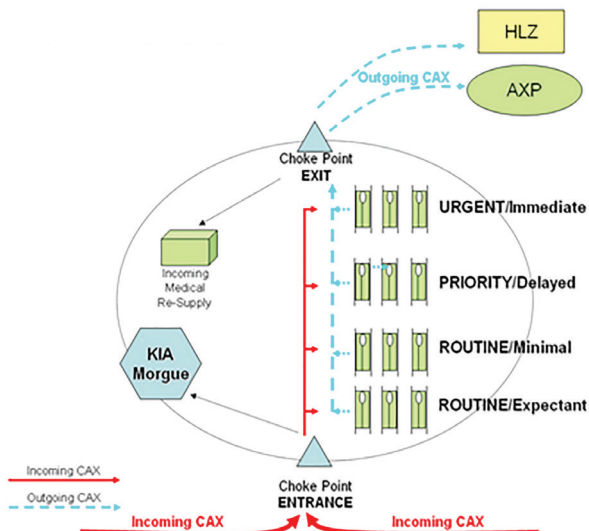 HLZ
Outgoing CAX
AXP
Choke Point
EXIT
URGENT/Immediate
Incoming
Medical
Re-Supply
PRIORITY/Delayed
KIA
Morgue
ROUTINE/Minimal
ROUTINE/Expectant
Incoming CAX
Outgoing CAX
Choke Point
ENTRANCE
Incoming CAX
Incoming CAX